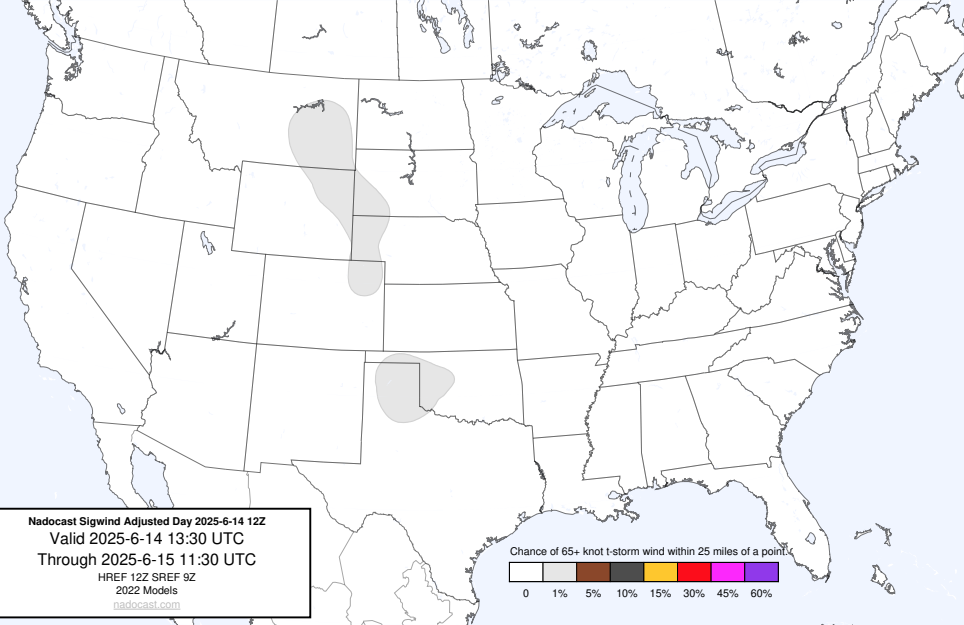 Nadocast Sigwind Adjusted Day 2025-6-14 12Z
Valid 2025-6-14 13:30 UTC
Through 2025-6-15 11:30 UTC
HREF 12Z SREF 9Z
2022 Models
nadocast.com
Chance of 65+ knot t-storm wind within 25 miles of a point.
0 1% 5% 10% 15% 30% 45% 60%